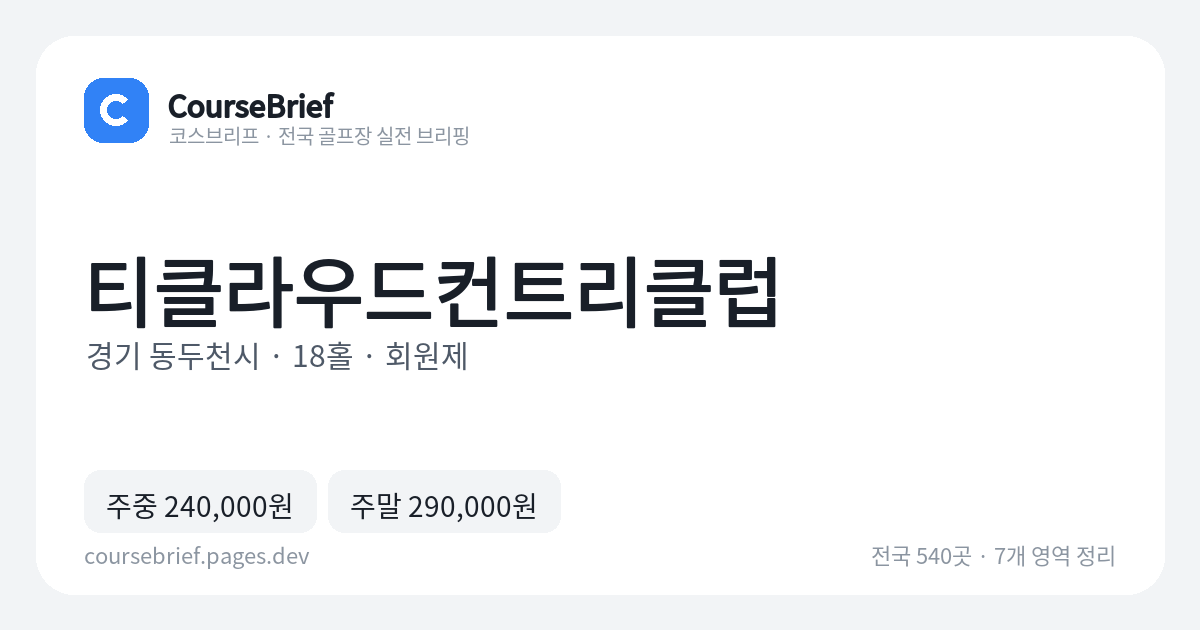 C
CourseBrief
코스브리프 · 전국 골프장 실전 브리핑
티클라우드컨트리클럽
경기 동두천시 · 18홀 · 회원제
주중 240,000원 주말 290,000원
coursebrief.pages.dev 전국 540곳 · 7개 영역 정리